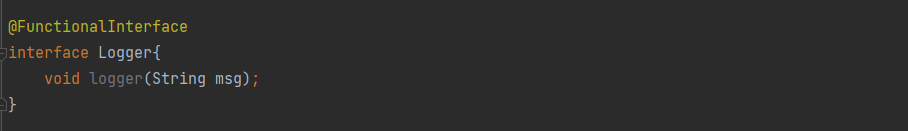 @FunctionalInterface
interface Logger{
    void logger(String msg);
}